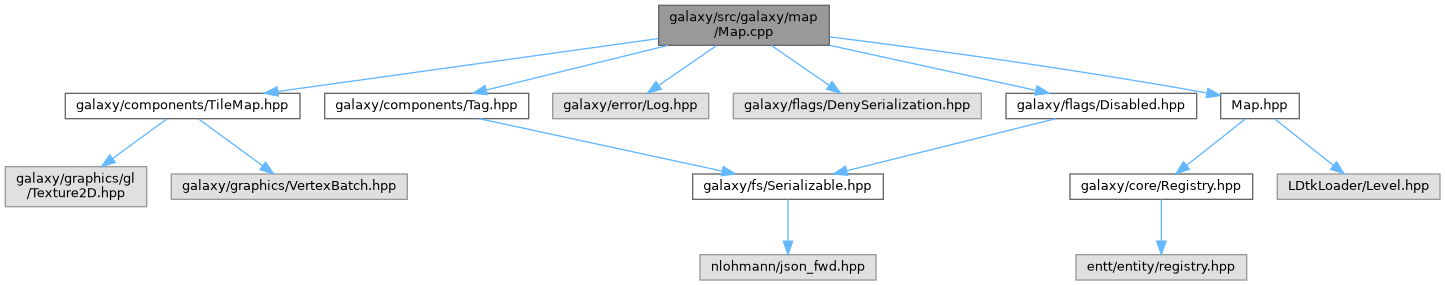 galaxy/src/galaxy/map
/Map.cpp
galaxy/components/TileMap.hpp
galaxy/components/Tag.hpp
galaxy/error/Log.hpp
galaxy/flags/DenySerialization.hpp
galaxy/flags/Disabled.hpp
Map.hpp
galaxy/graphics/gl
/Texture2D.hpp
galaxy/graphics/VertexBatch.hpp
galaxy/fs/Serializable.hpp
galaxy/core/Registry.hpp
LDtkLoader/Level.hpp
nlohmann/json_fwd.hpp
entt/entity/registry.hpp